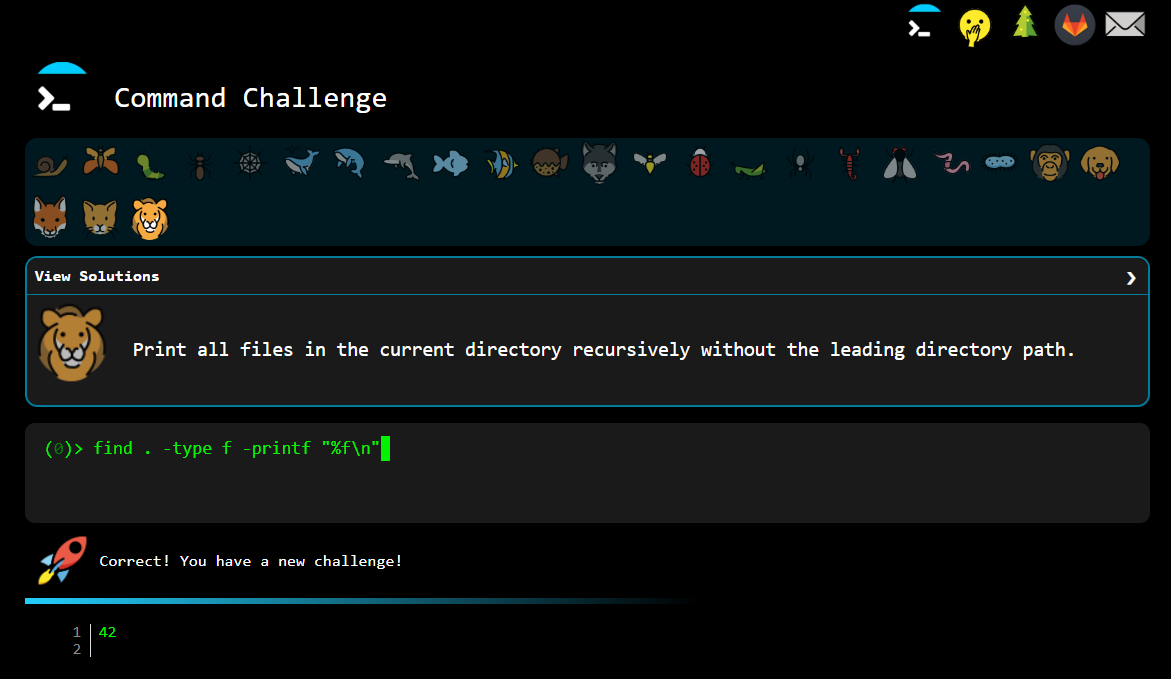 Command Challenge
View Solutions
Print all files in the current directory recursively without the leading directory path.
(0)> find . -type f -printf "%f\n"
Correct! You have a new challenge!
1 42
2